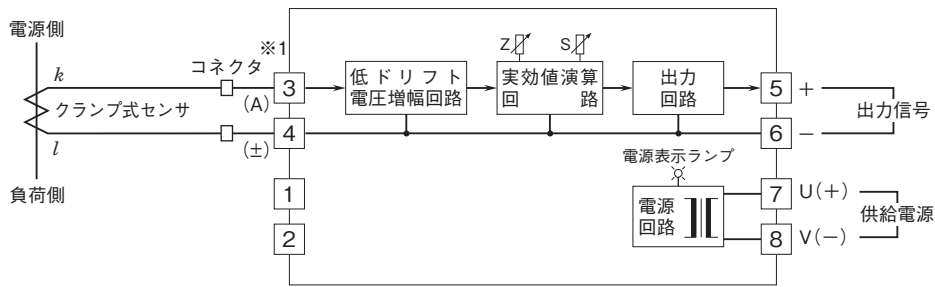 電源側
k
コネクタ
※1
3
(A)
クランプ式センサ
l
(±)
4
負荷側
1
2
低ドリフト
電圧増幅回路
Z
S
実効値演算
回路
出力
回路
5
+
6
−
出力信号
電源表示ランプ
電源
回路
7
U(+)
8
V(−)
供給電源